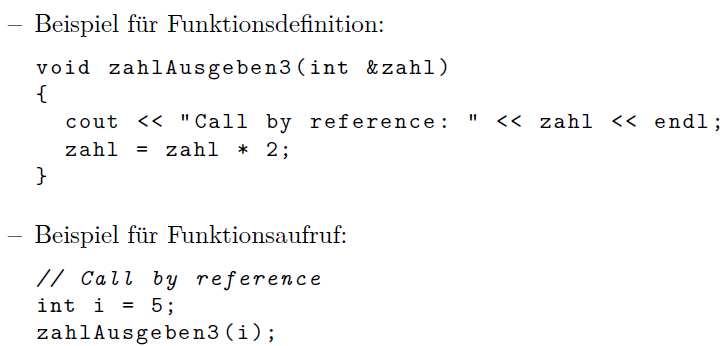 – Beispiel für Funktionsdefinition:
void zahlAusgeben3(int &zahl)
{
cout << "Call by reference: " << zahl << endl;
zahl = zahl * 2;
}
– Beispiel für Funktionsaufruf:
// Call by reference
int i = 5;
zahlAusgeben3(i);